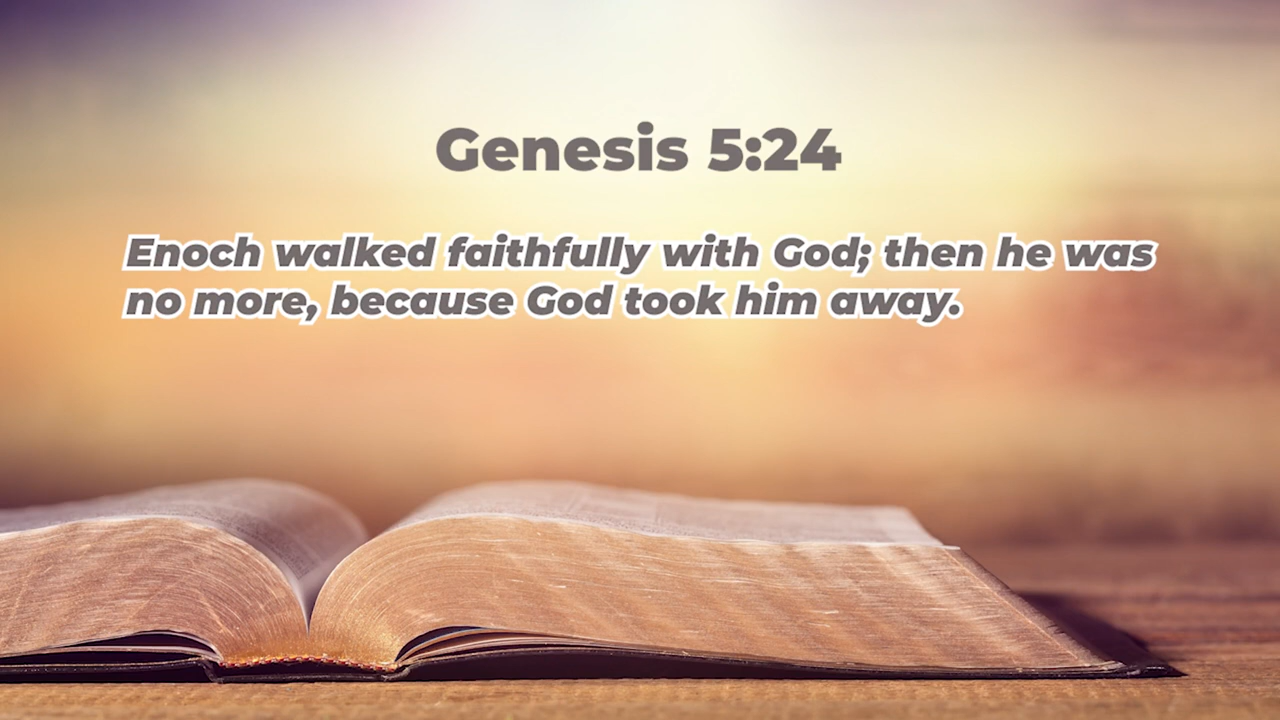 Genesis 5:24
Enoch walked faithfully with God; then he was
no more, because God took him away.